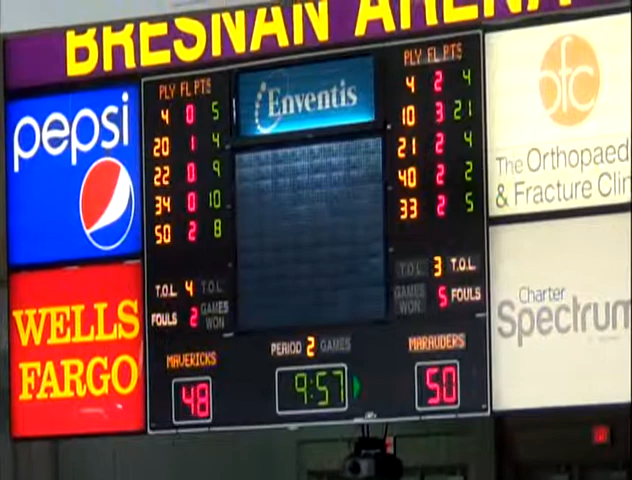 BRESNAN ARENA
pepsi
WELLS
FARGO
PLY FL PTS
4 0 5
20 1 4
22 0 9
34 0 10
50 2 8
T.O.L 4 T.O.L
FOULS 2 GAMES WON
Enventis
PLY FL PTS
4 2 4
10 3 21
21 2 4
40 2 2
33 2 5
T.O.L 3 T.O.L
GAMES WON 5 FOULS
MAVERICKS
48
PERIOD 2 GAMES
9:57
MARAUDERS
50
ofc
The Orthopaed
& Fracture Clin
Charter
Spectrum